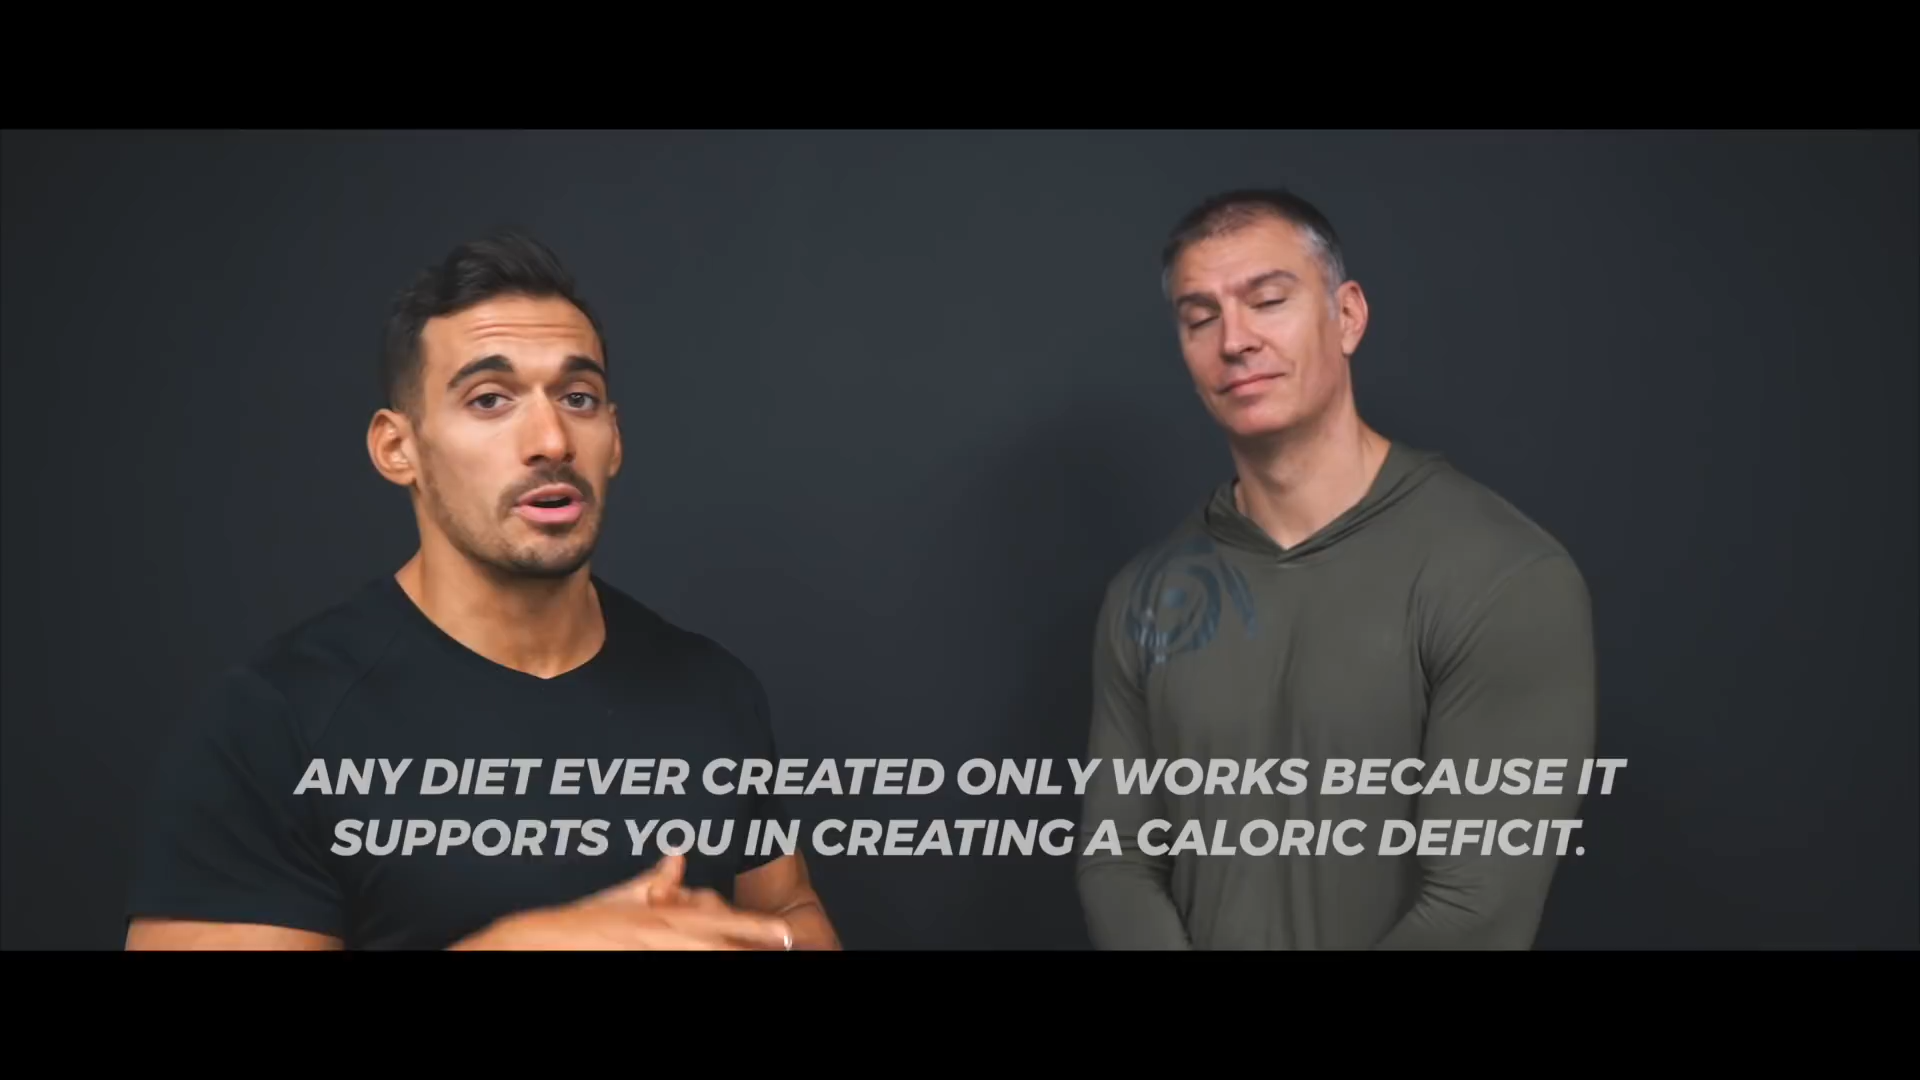 ANY DIET EVER CREATED ONLY WORKS BECAUSE IT
SUPPORTS YOU IN CREATING A CALORIC DEFICIT.